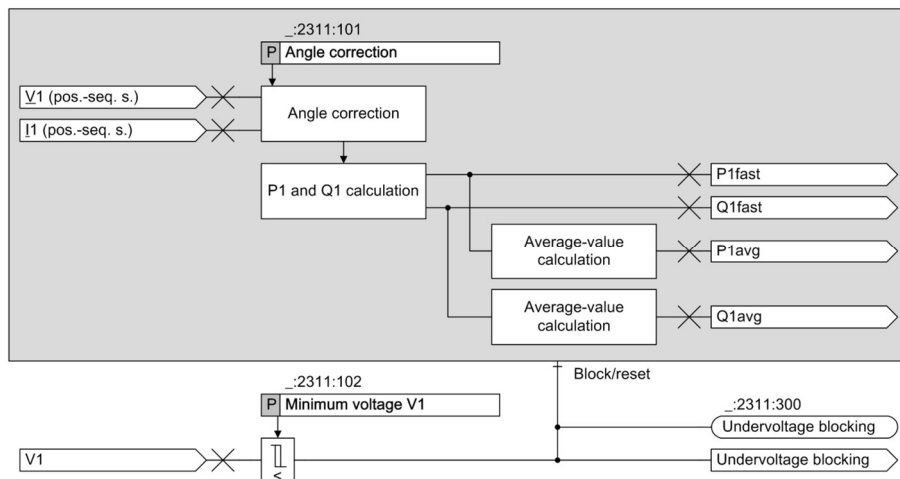 _:2311:101
P Angle correction
V1 (pos.-seq. s.)
Angle correction
I1 (pos.-seq. s.)
P1 and Q1 calculation
P1fast
Q1fast
Average-value
calculation
P1avg
Average-value
calculation
Q1avg
Block/reset
_:2311:102
P Minimum voltage V1
_:2311:300
Undervoltage blocking
V1
Undervoltage blocking